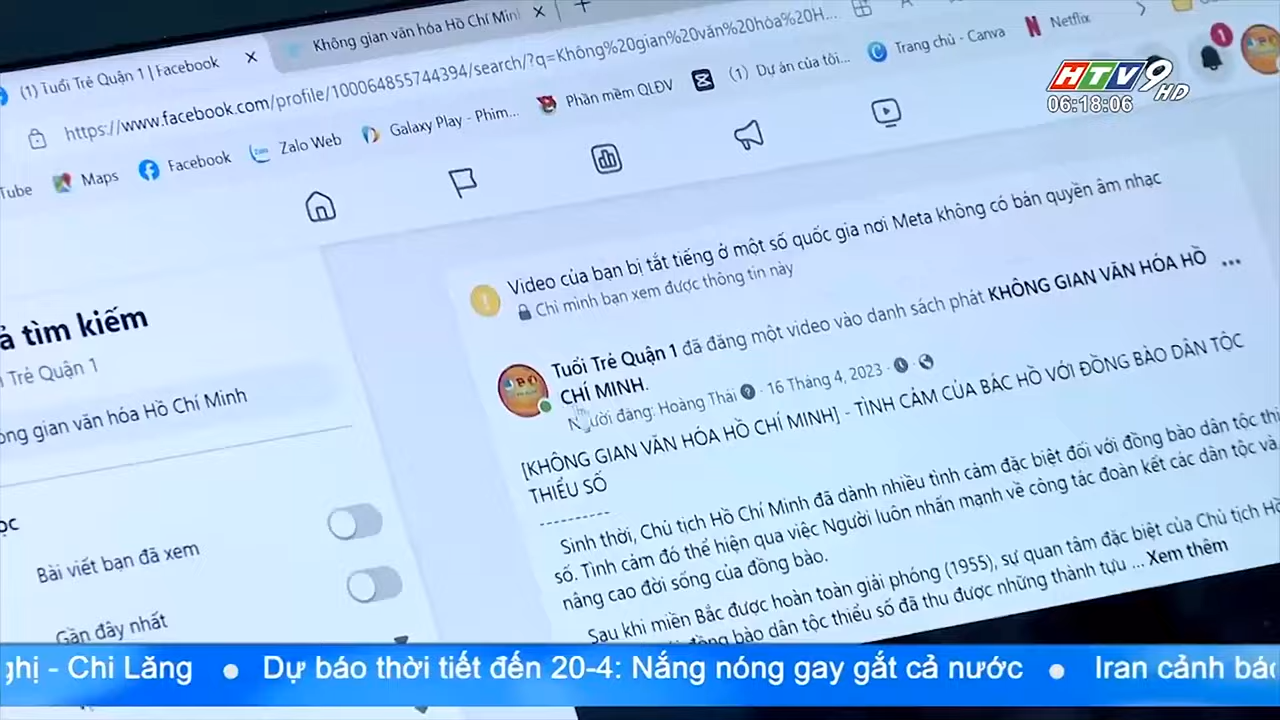 (1) Tuổi Trẻ Quận 1 | Facebook
Không gian văn hóa Hồ Chí Minh
https://www.facebook.com/profile/100064855744394/search/?q=Không%20gian%20văn%20hóa%20H...
Tube
Maps
Facebook
Zalo Web
Galaxy Play - Phim...
Phần mềm QLĐV
(1) Dự án của tôi...
Trang chủ - Canva
Netflix
HTV9 HD
06:18:06
1
Video của bạn bị tắt tiếng ở một số quốc gia nơi Meta không có bản quyền âm nhạc
Chỉ mình bạn xem được thông tin này
ả tìm kiếm
Trẻ Quận 1
ông gian văn hóa Hồ Chí Minh
ọc
Bài viết bạn đã xem
Gần đây nhất
Tuổi Trẻ Quận 1 đã đăng một video vào danh sách phát KHÔNG GIAN VĂN HÓA HỒ
CHÍ MINH.
Người đăng: Hoàng Thái · 16 Tháng 4, 2023 ·
[KHÔNG GIAN VĂN HÓA HỒ CHÍ MINH] - TÌNH CẢM CỦA BÁC HỒ VỚI ĐỒNG BÀO DÂN TỘC
THIỂU SỐ
----------
Sinh thời, Chủ tịch Hồ Chí Minh đã dành nhiều tình cảm đặc biệt đối với đồng bào dân tộc thi
số. Tình cảm đó thể hiện qua việc Người luôn nhấn mạnh về công tác đoàn kết các dân tộc và
nâng cao đời sống của đồng bào.
Sau khi miền Bắc được hoàn toàn giải phóng (1955), sự quan tâm đặc biệt của Chủ tịch Hồ
đồng bào dân tộc thiểu số đã thu được những thành tựu ... Xem thêm
ghị - Chi Lăng • Dự báo thời tiết đến 20-4: Nắng nóng gay gắt cả nước • Iran cảnh báo